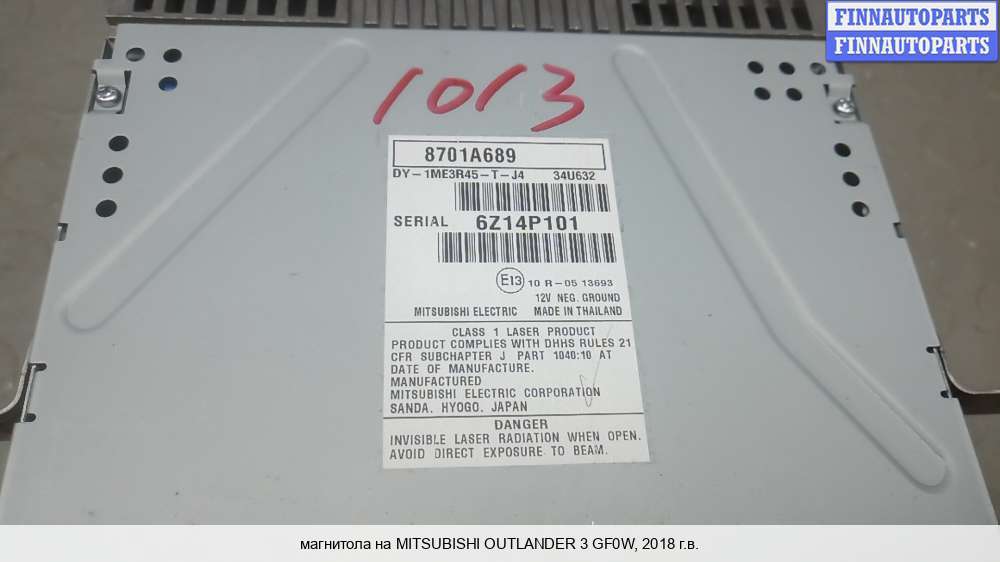 FINNAUTOPARTS
FINNAUTOPARTS
1013
8701A689
DY-1ME3R45-T-J4 34U632
SERIAL 6Z14P101
E13 10 R-05 13693
12V NEG. GROUND
MITSUBISHI ELECTRIC MADE IN THAILAND
CLASS 1 LASER PRODUCT
PRODUCT COMPLIES WITH DHHS RULES 21
CFR SUBCHAPTER J PART 1040:10 AT
DATE OF MANUFACTURE.
MANUFACTURED
MITSUBISHI ELECTRIC CORPORATION
SANDA. HYOGO. JAPAN
DANGER
INVISIBLE LASER RADIATION WHEN OPEN.
AVOID DIRECT EXPOSURE TO BEAM.
магнитола на MITSUBISHI OUTLANDER 3 GF0W, 2018 г.в.